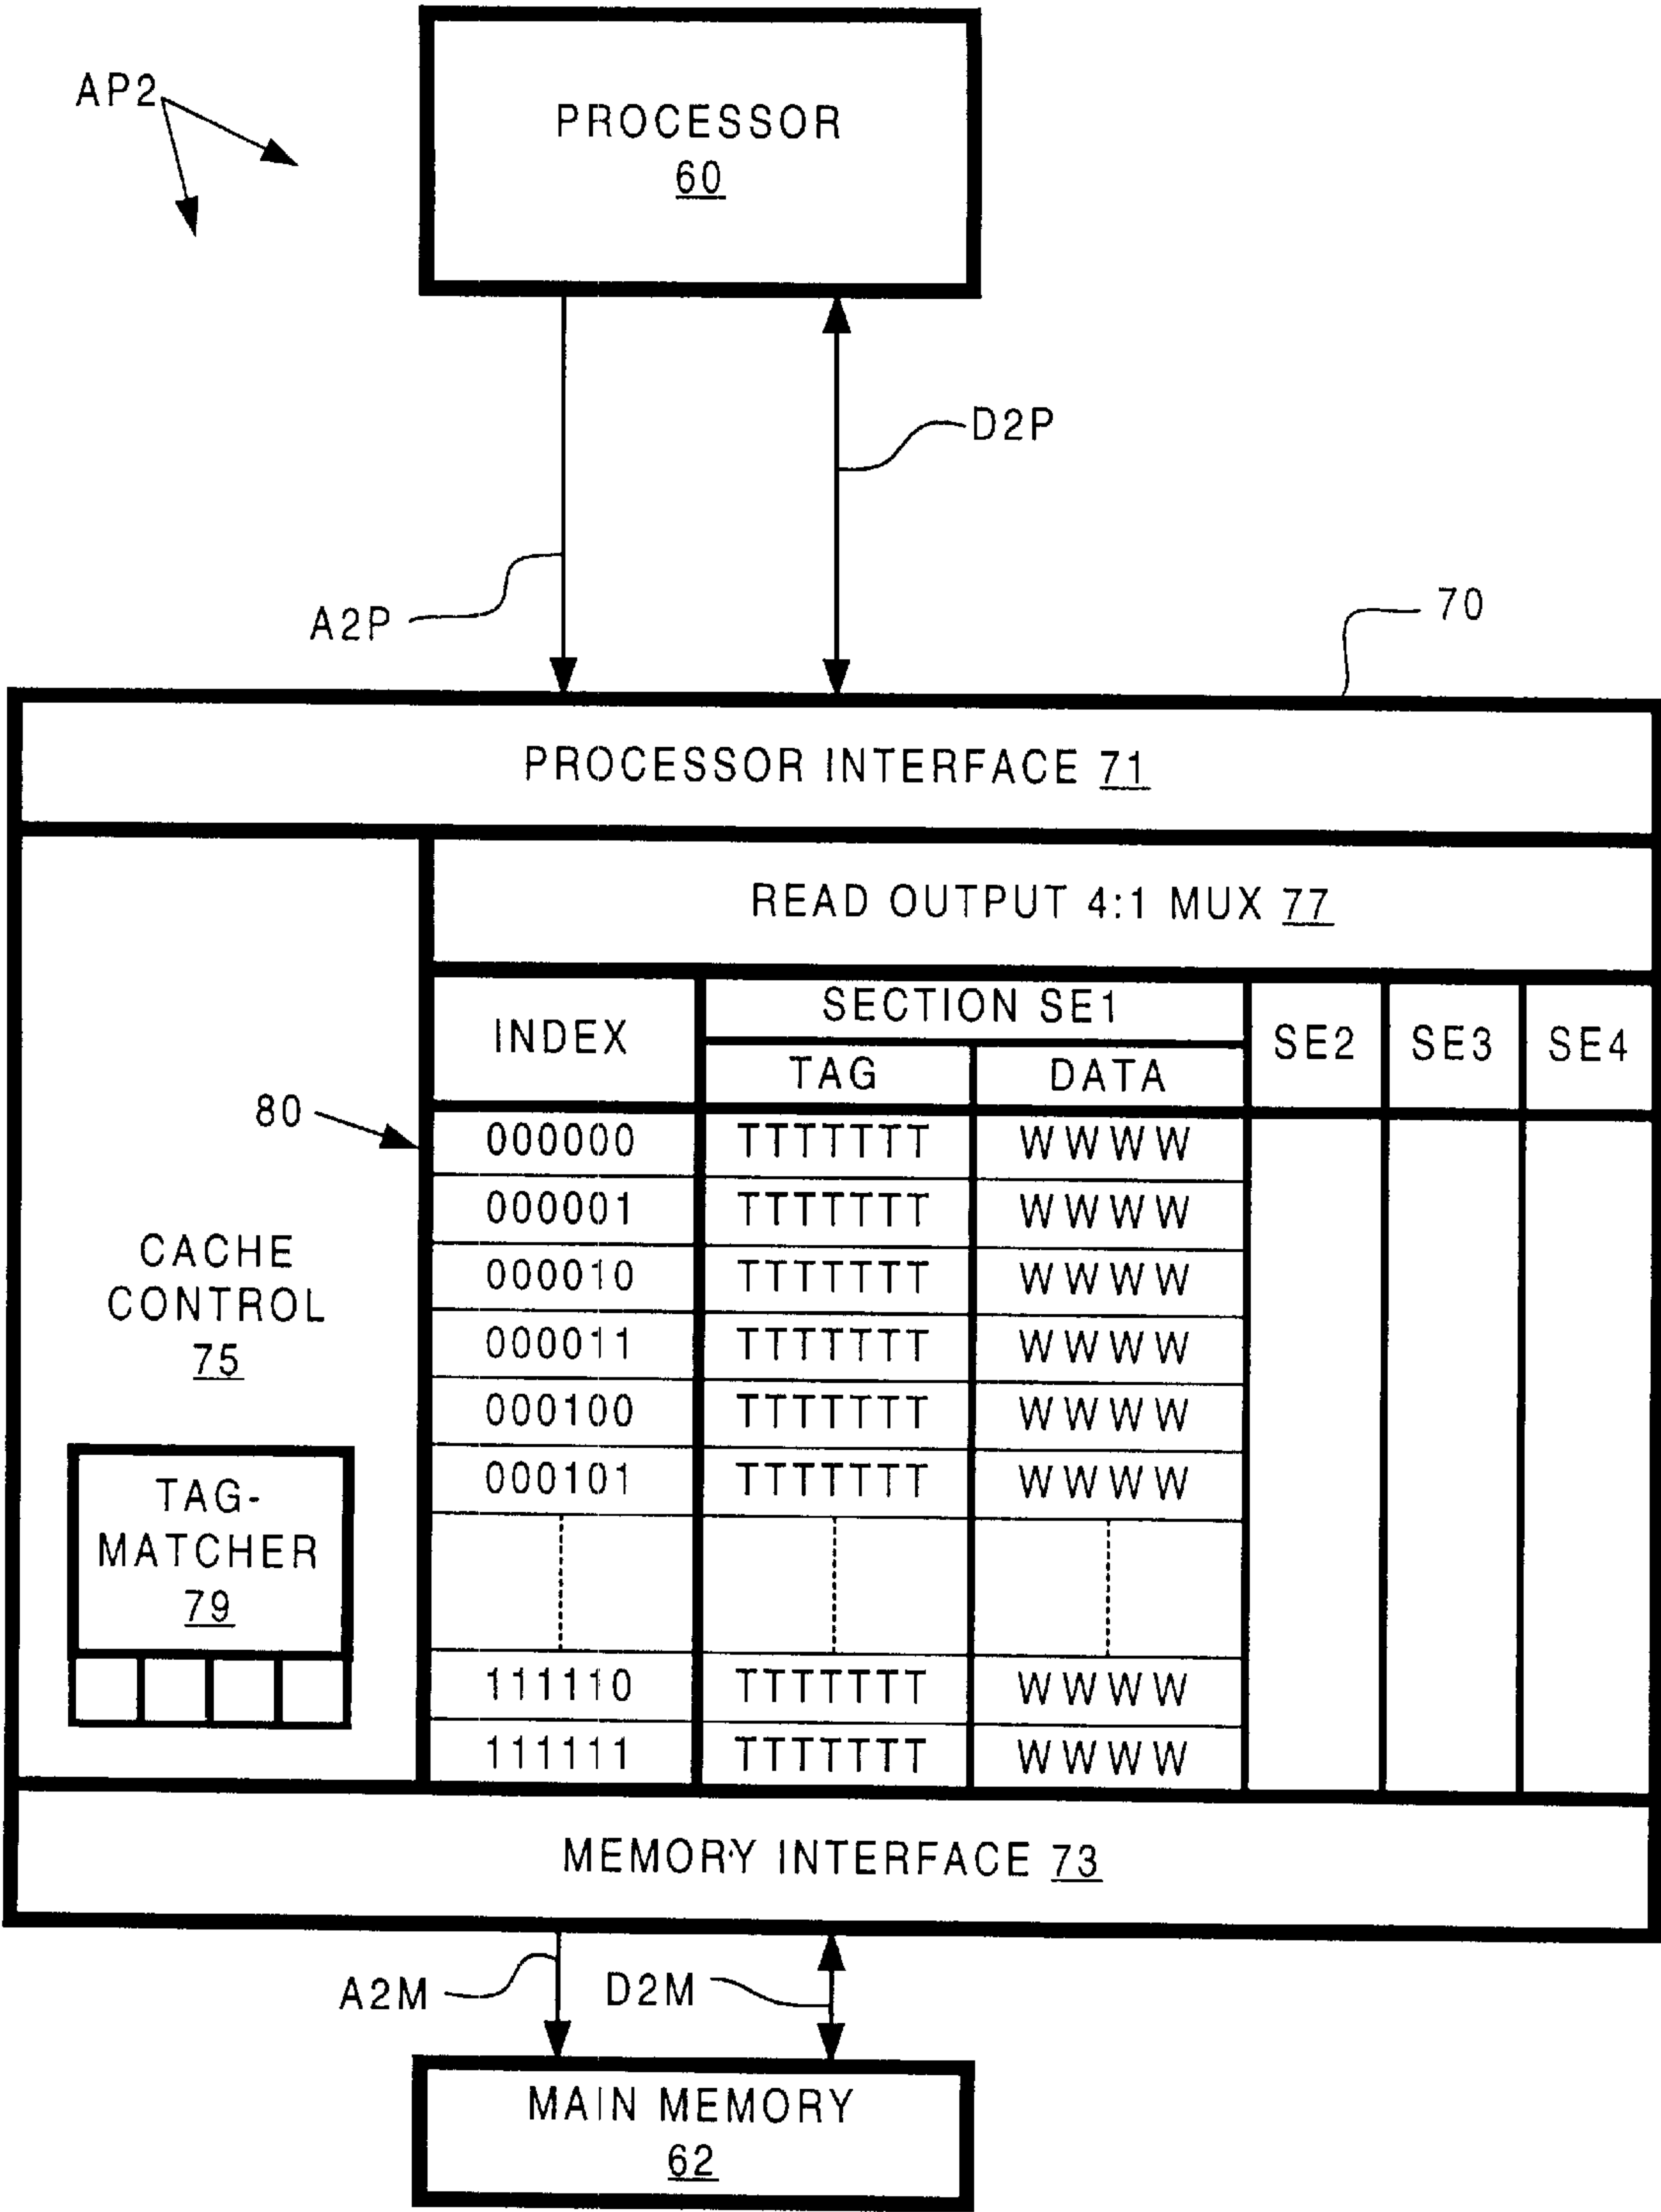 AP2
PROCESSOR
60
D2P
A2P
70
PROCESSOR INTERFACE 71
READ OUTPUT 4:1 MUX 77
INDEX
SECTION SE1
TAG
DATA
SE2
SE3
SE4
80
000000 TTTTTTT WWWW
000001 TTTTTTT WWWW
000010 TTTTTTT WWWW
000011 TTTTTTT WWWW
000100 TTTTTTT WWWW
000101 TTTTTTT WWWW
111110 TTTTTTT WWWW
111111 TTTTTTT WWWW
CACHE
CONTROL
75
TAG-
MATCHER
79
MEMORY INTERFACE 73
A2M
D2M
MAIN MEMORY
62